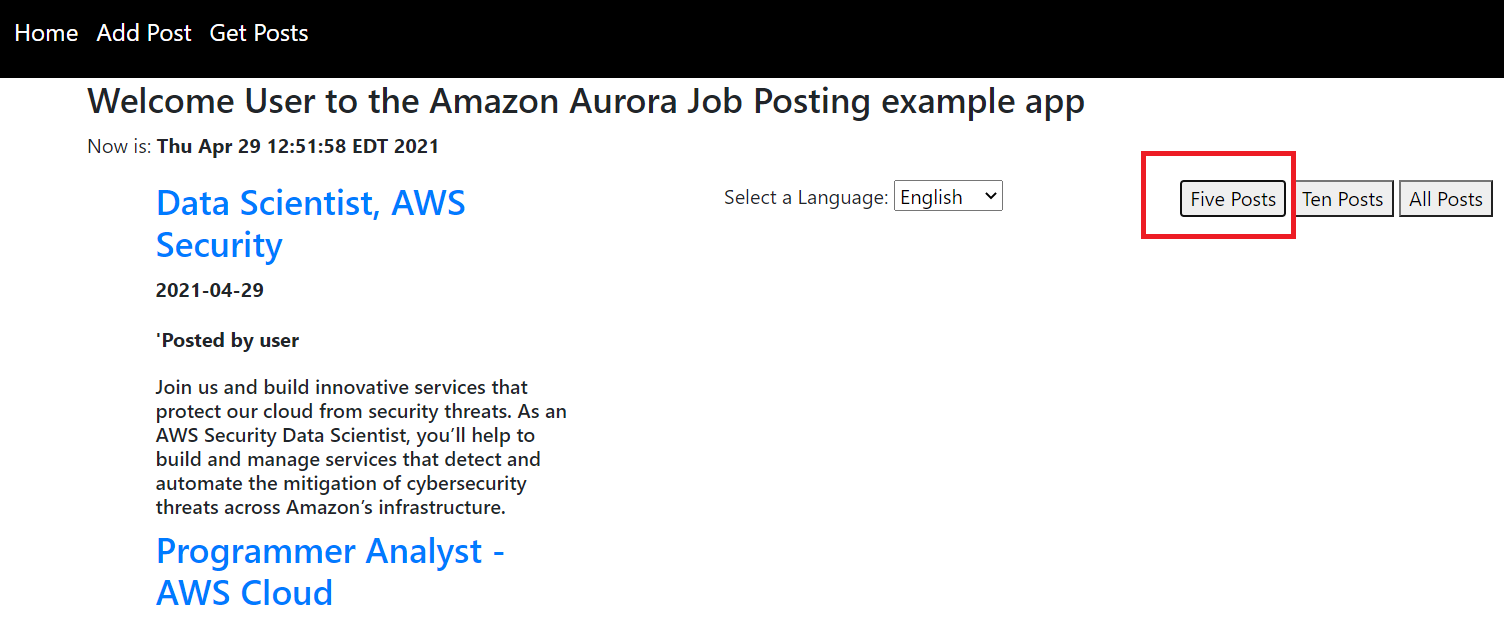 Home Add Post Get Posts
Welcome User to the Amazon Aurora Job Posting example app
Now is: Thu Apr 29 12:51:58 EDT 2021
Data Scientist, AWS
Security
Select a Language: English
Five Posts Ten Posts All Posts
2021-04-29
'Posted by user
Join us and build innovative services that
protect our cloud from security threats. As an
AWS Security Data Scientist, you’ll help to
build and manage services that detect and
automate the mitigation of cybersecurity
threats across Amazon’s infrastructure.
Programmer Analyst -
AWS Cloud